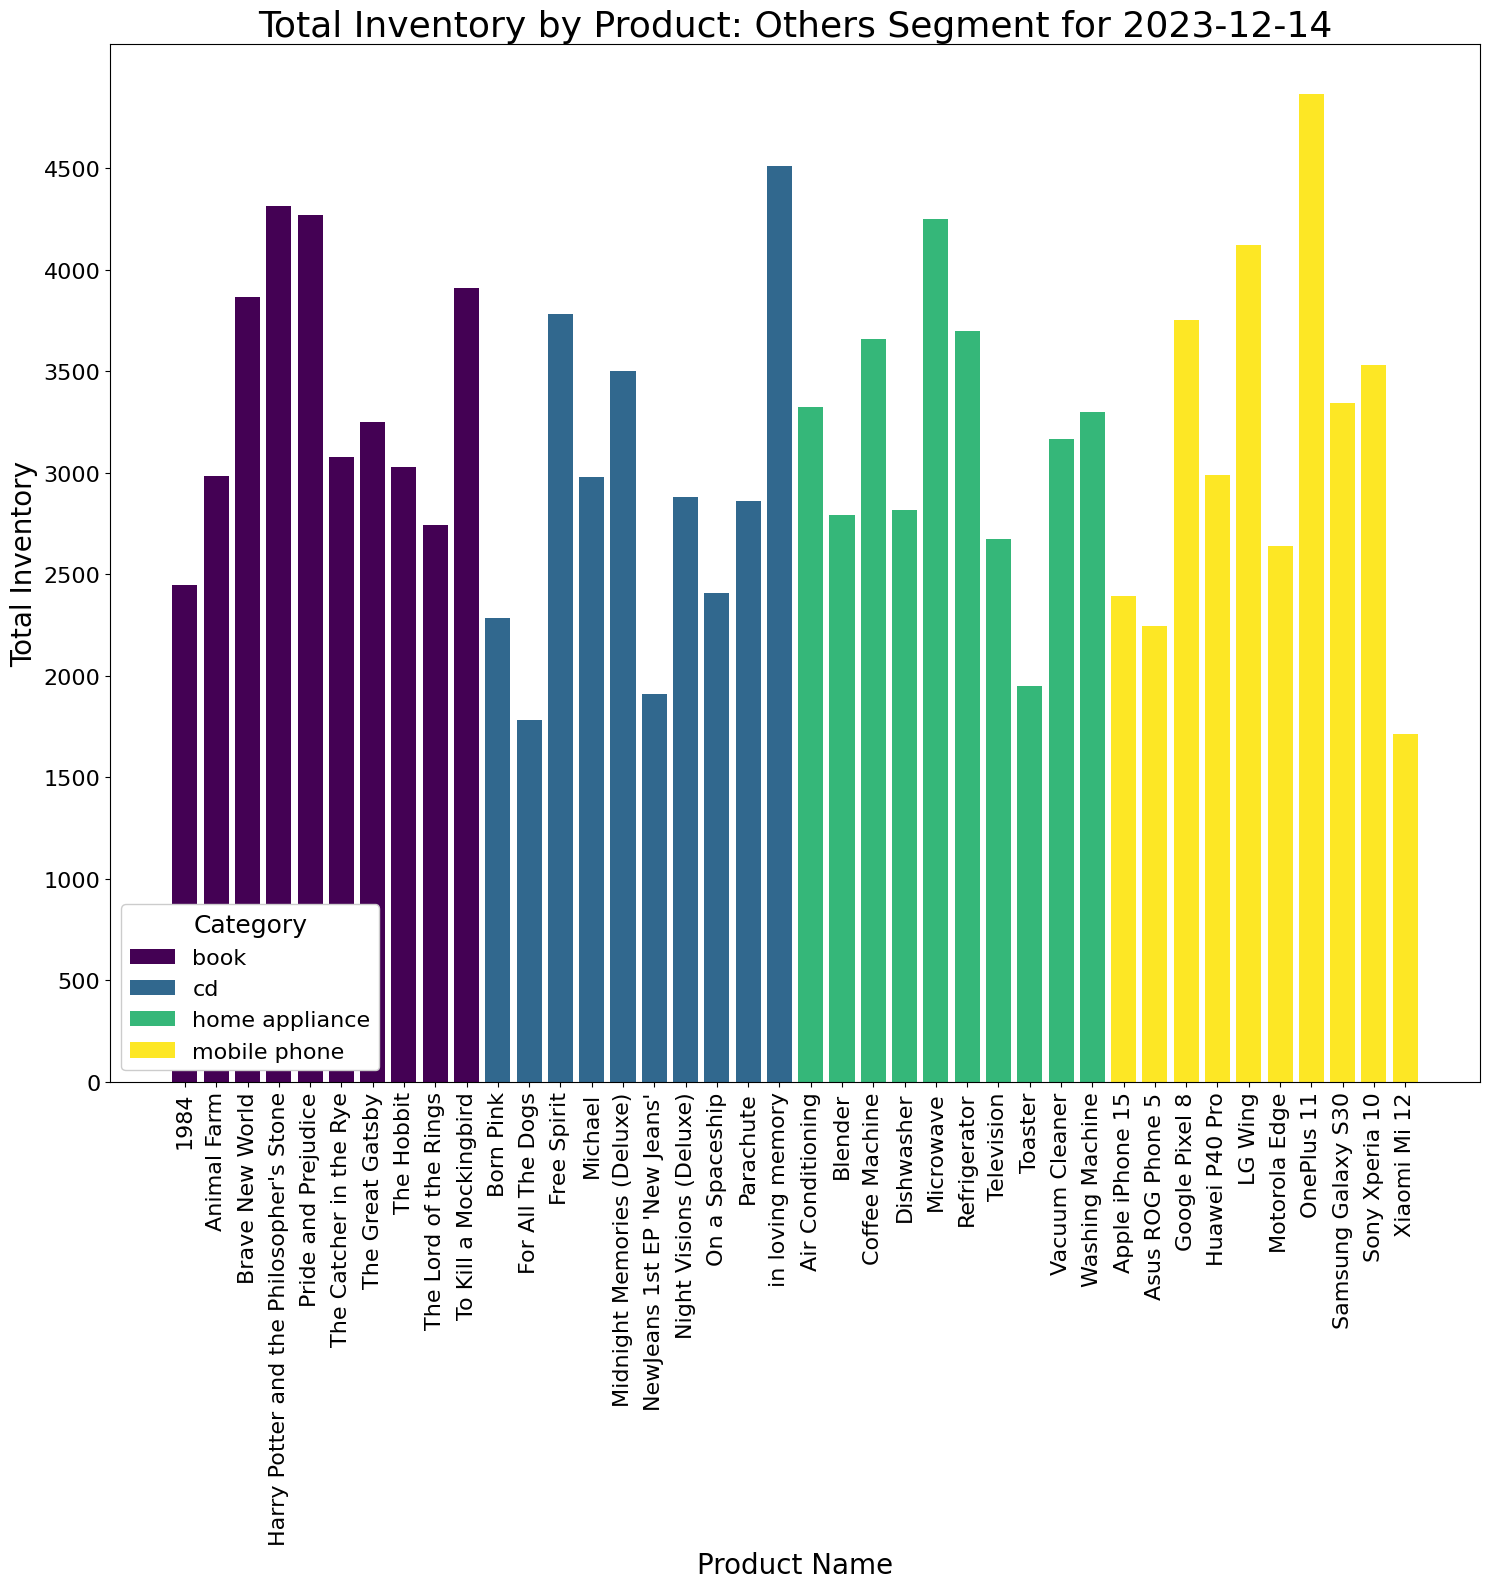 Total Inventory by Product: Others Segment for 2023-12-14
Total Inventory
4500
4000
3500
3000
2500
2000
1500
1000
500
0
Category
book
cd
home appliance
mobile phone
1984
Animal Farm
Brave New World
Harry Potter and the Philosopher's Stone
Pride and Prejudice
The Catcher in the Rye
The Great Gatsby
The Hobbit
The Lord of the Rings
To Kill a Mockingbird
Born Pink
For All The Dogs
Free Spirit
Michael
Midnight Memories (Deluxe)
NewJeans 1st EP 'New Jeans'
Night Visions (Deluxe)
On a Spaceship
Parachute
in loving memory
Air Conditioning
Blender
Coffee Machine
Dishwasher
Microwave
Refrigerator
Television
Toaster
Vacuum Cleaner
Washing Machine
Apple iPhone 15
Asus ROG Phone 5
Google Pixel 8
Huawei P40 Pro
LG Wing
Motorola Edge
OnePlus 11
Samsung Galaxy S30
Sony Xperia 10
Xiaomi Mi 12
Product Name